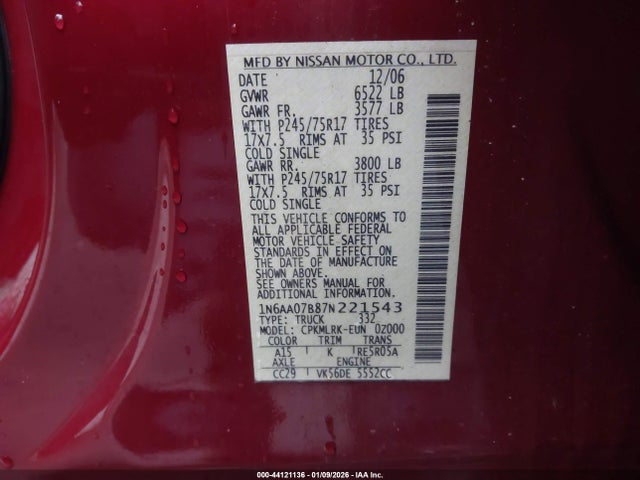 MFD BY NISSAN MOTOR CO., LTD.
DATE 12/06
GVWR 6522 LB
GAWR FR. 3577 LB
WITH P245/75R17 TIRES
17X7.5 RIMS AT 35 PSI
COLD SINGLE
GAWR RR. 3800 LB
WITH P245/75R17 TIRES
17X7.5 RIMS AT 35 PSI
COLD SINGLE
THIS VEHICLE CONFORMS TO
ALL APPLICABLE FEDERAL
MOTOR VEHICLE SAFETY
STANDARDS IN EFFECT ON
THE DATE OF MANUFACTURE
SHOWN ABOVE.
SEE OWNERS MANUAL FOR
ADDITIONAL INFORMATION.
1N6AA07B87N221543
TYPE: TRUCK 332
MODEL: CPKMLRK-EUN 0Z000
COLOR TRIM TRANS
A15 K RE5R05A
AXLE ENGINE
CC29 VK56DE 5552CC
000-44121136 - 01/09/2026 - IAA Inc.